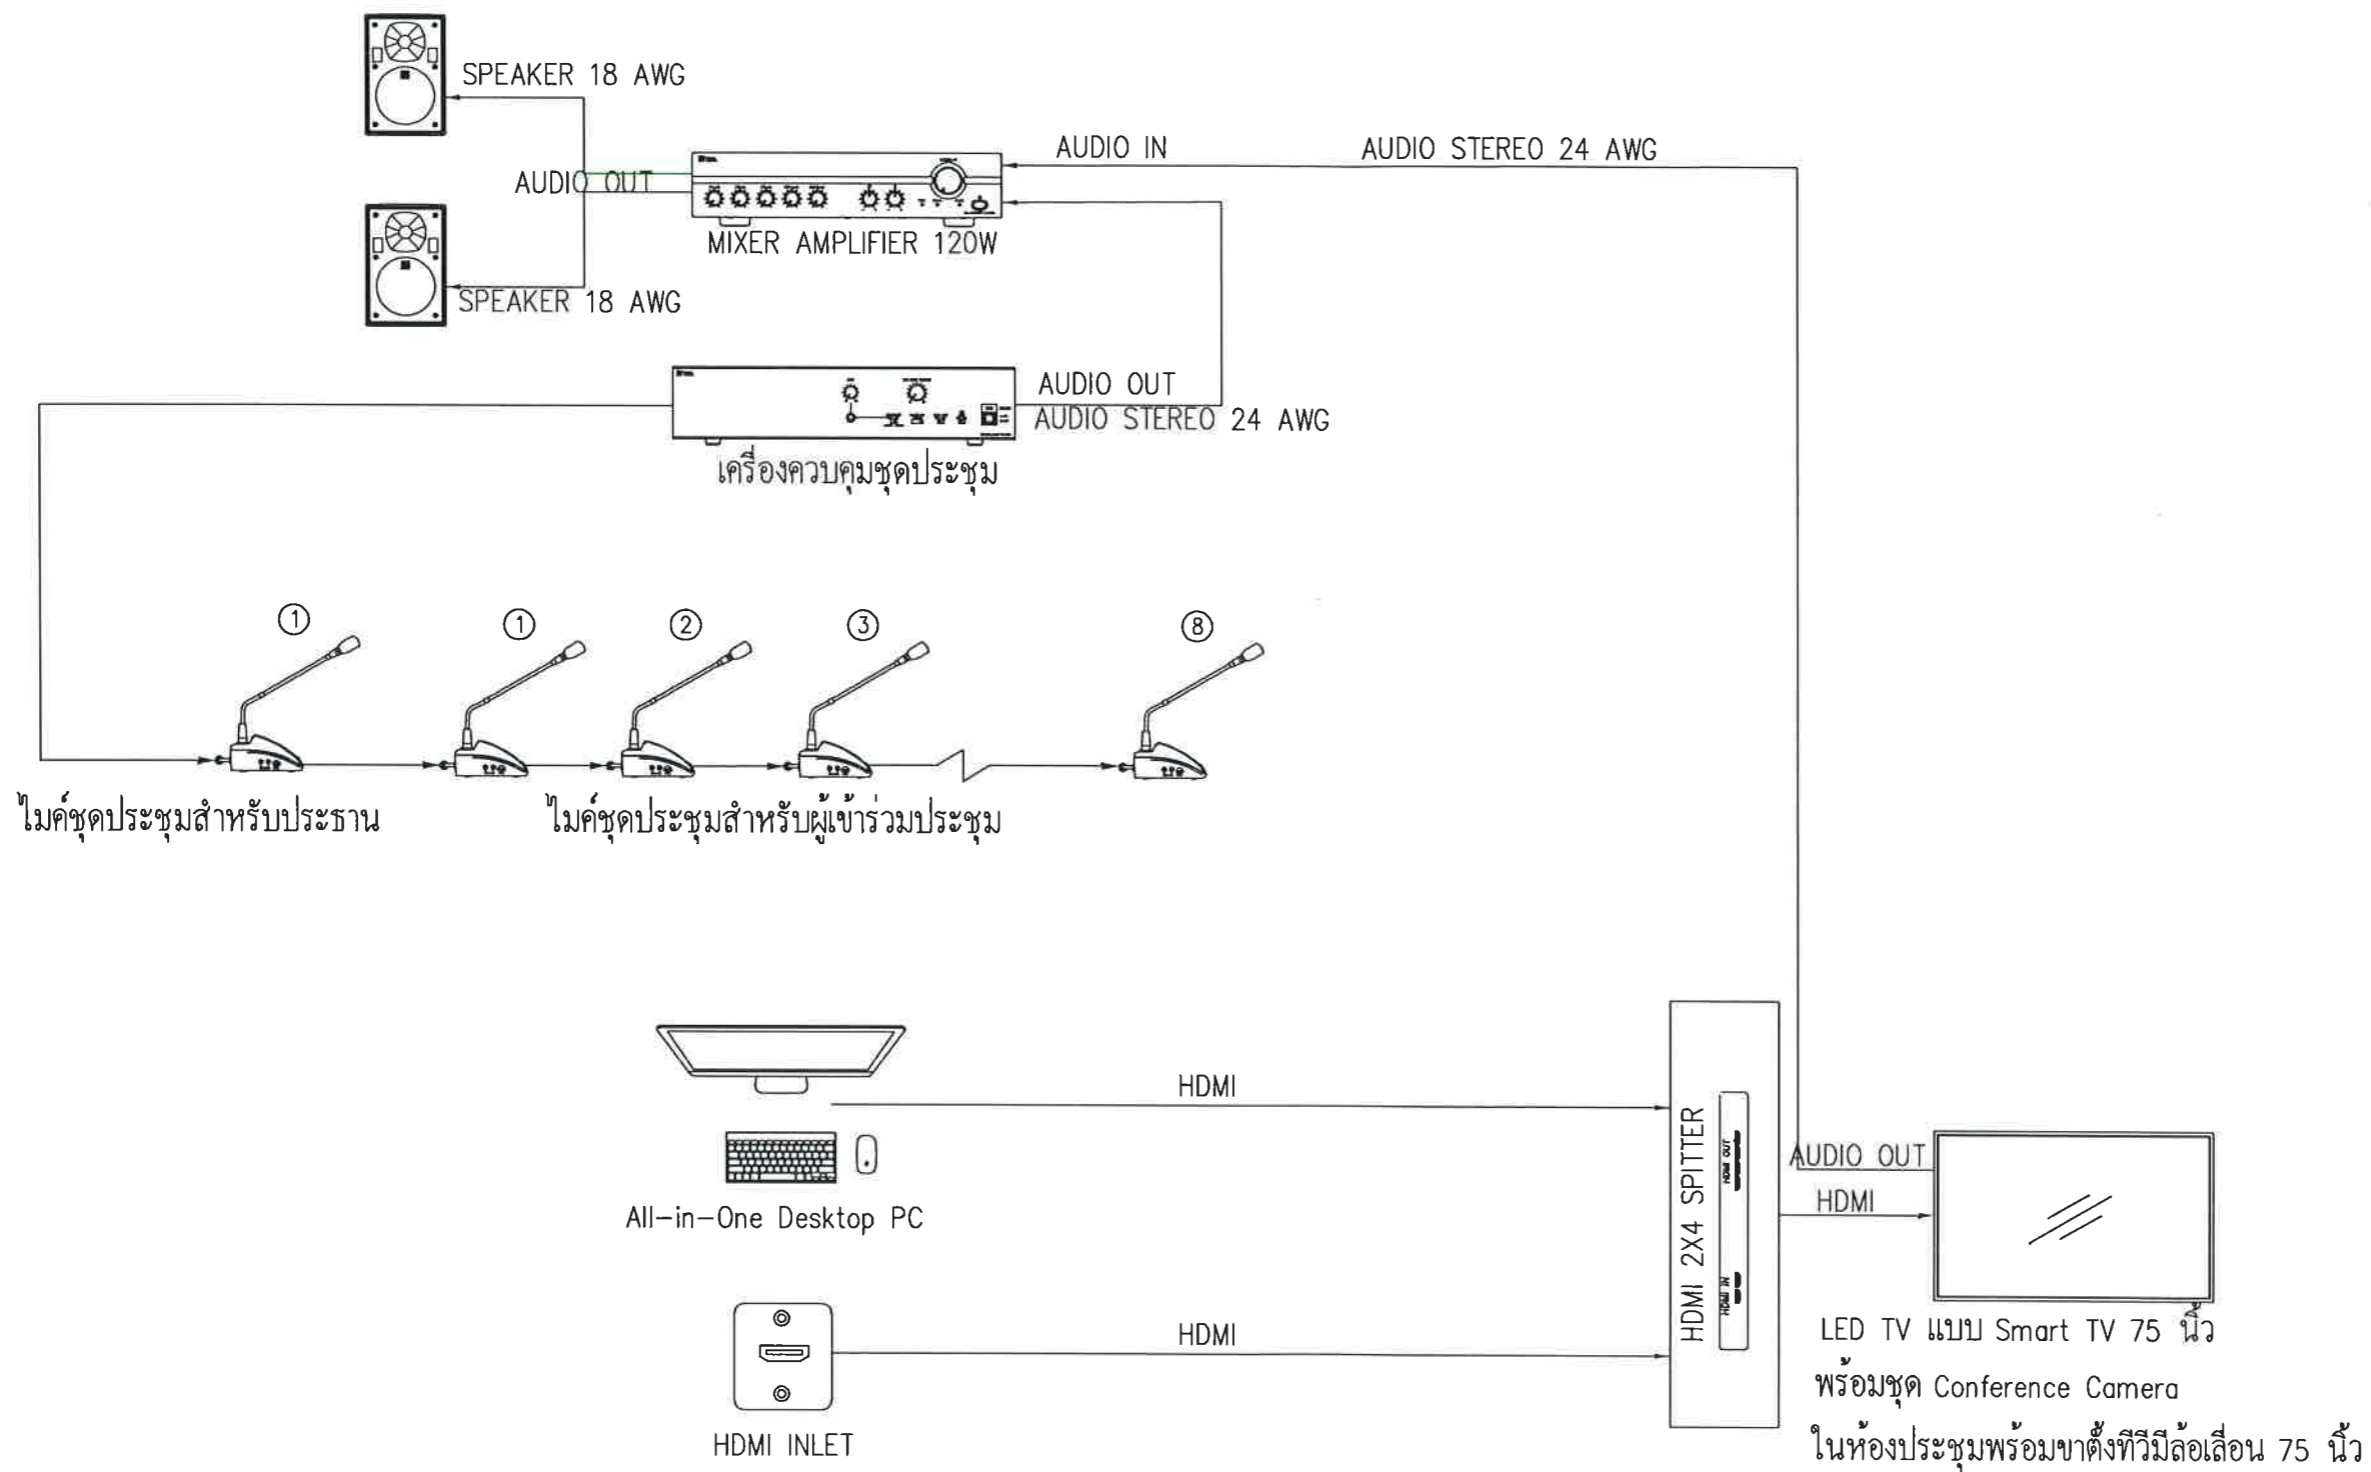 SPEAKER 18 AWG
AUDIO IN
AUDIO STEREO 24 AWG
AUDIO OUT
MIXER AMPLIFIER 120W
SPEAKER 18 AWG
AUDIO OUT
AUDIO STEREO 24 AWG
เครื่องควบคุมชุดประชุม
1
1
2
3
8
ไมค์ชุดประชุมสำหรับประธาน
ไมค์ชุดประชุมสำหรับผู้เข้าร่วมประชุม
HDMI
All-in-One Desktop PC
HDMI
HDMI INLET
HDMI 2X4 SPITTER
HDMI OUT
HDMI IN
AUDIO OUT
HDMI
LED TV แบบ Smart TV 75 นิ้ว
พร้อมชุด Conference Camera
ในห้องประชุมพร้อมขาตั้งทีวีมีล้อเลื่อน 75 นิ้ว